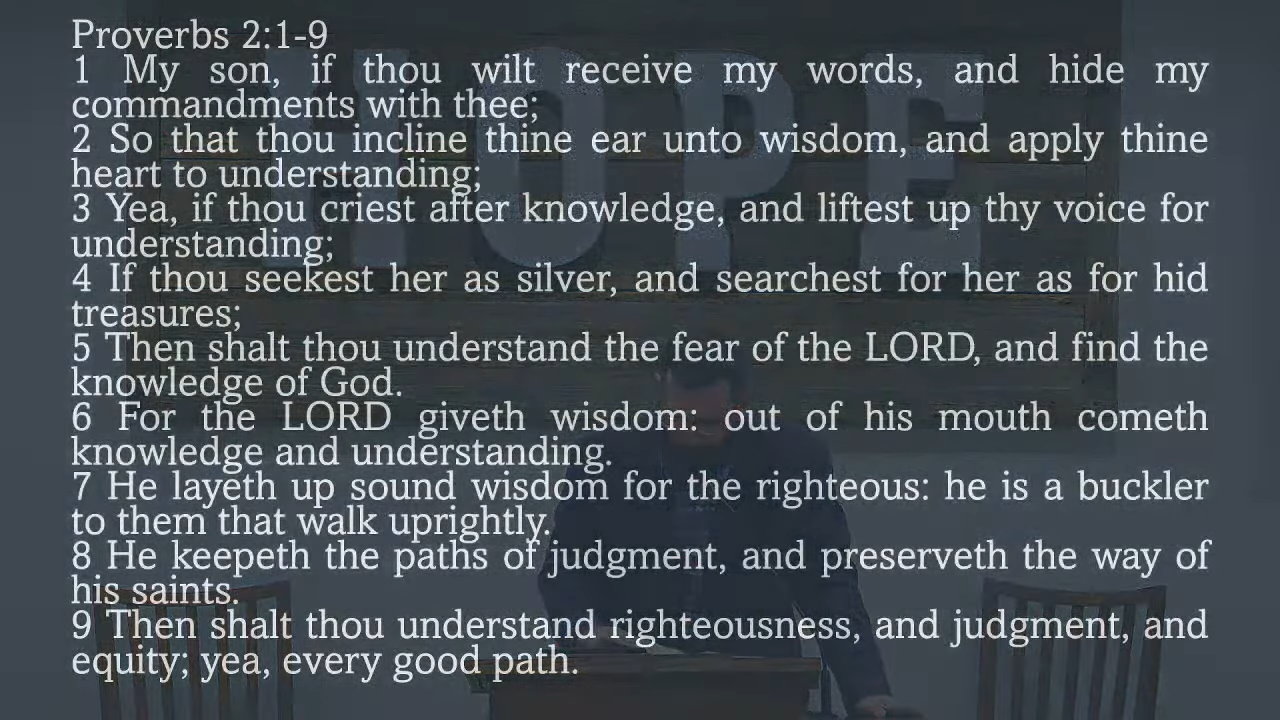 HOPE
Proverbs 2:1-9
1 My son, if thou wilt receive my words, and hide my
commandments with thee;
2 So that thou incline thine ear unto wisdom, and apply thine
heart to understanding;
3 Yea, if thou criest after knowledge, and liftest up thy voice for
understanding;
4 If thou seekest her as silver, and searchest for her as for hid
treasures;
5 Then shalt thou understand the fear of the LORD, and find the
knowledge of God.
6 For the LORD giveth wisdom: out of his mouth cometh
knowledge and understanding.
7 He layeth up sound wisdom for the righteous: he is a buckler
to them that walk uprightly.
8 He keepeth the paths of judgment, and preserveth the way of
his saints.
9 Then shalt thou understand righteousness, and judgment, and
equity; yea, every good path.